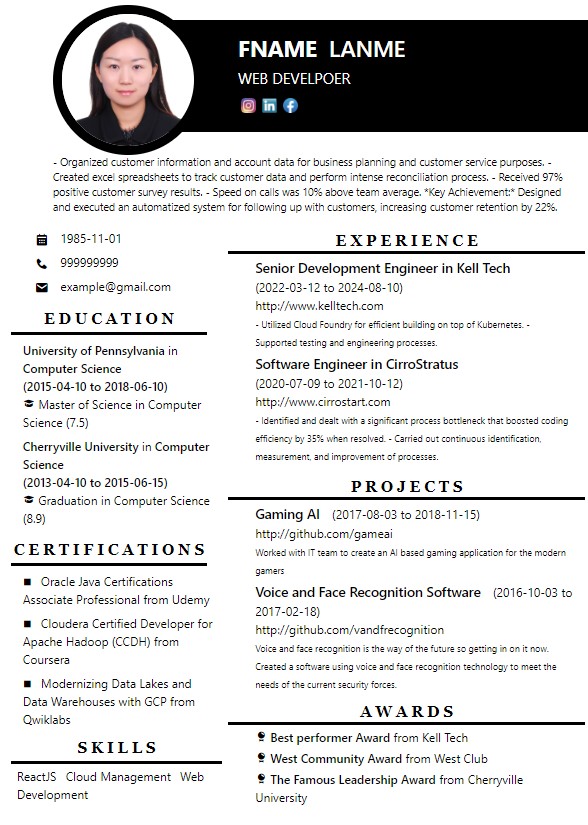 FNAME LANME
WEB DEVELPOER
- Organized customer information and account data for business planning and customer service purposes. -
Created excel spreadsheets to track customer data and perform intense reconciliation process. - Received 97%
positive customer survey results. - Speed on calls was 10% above team average. *Key Achievement:* Designed
and executed an automatized system for following up with customers, increasing customer retention by 22%.
1985-11-01
999999999
example@gmail.com
EDUCATION
University of Pennsylvania in
Computer Science
(2015-04-10 to 2018-06-10)
Master of Science in Computer
Science (7.5)
Cherryville University in Computer
Science
(2013-04-10 to 2015-06-15)
Graduation in Computer Science
(8.9)
CERTIFICATIONS
Oracle Java Certifications
Associate Professional from Udemy
Cloudera Certified Developer for
Apache Hadoop (CCDH) from
Coursera
Modernizing Data Lakes and
Data Warehouses with GCP from
Qwiklabs
SKILLS
ReactJS Cloud Management Web
Development
EXPERIENCE
Senior Development Engineer in Kell Tech
(2022-03-12 to 2024-08-10)
http://www.kelltech.com
- Utilized Cloud Foundry for efficient building on top of Kubernetes. -
Supported testing and engineering processes.
Software Engineer in CirroStratus
(2020-07-09 to 2021-10-12)
http://www.cirrostart.com
- Identified and dealt with a significant process bottleneck that boosted coding
efficiency by 35% when resolved. - Carried out continuous identification,
measurement, and improvement of processes.
PROJECTS
Gaming AI (2017-08-03 to 2018-11-15)
http://github.com/gameai
Worked with IT team to create an AI based gaming application for the modern
gamers
Voice and Face Recognition Software (2016-10-03 to
2017-02-18)
http://github.com/vandfrecognition
Voice and face recognition is the way of the future so getting in on it now.
Created a software using voice and face recognition technology to meet the
needs of the current security forces.
AWARDS
Best performer Award from Kell Tech
West Community Award from West Club
The Famous Leadership Award from Cherryville
University